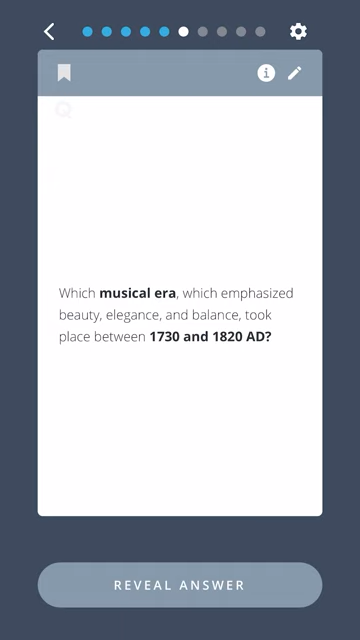 Q
Which musical era, which emphasized
beauty, elegance, and balance, took
place between 1730 and 1820 AD?
REVEAL ANSWER